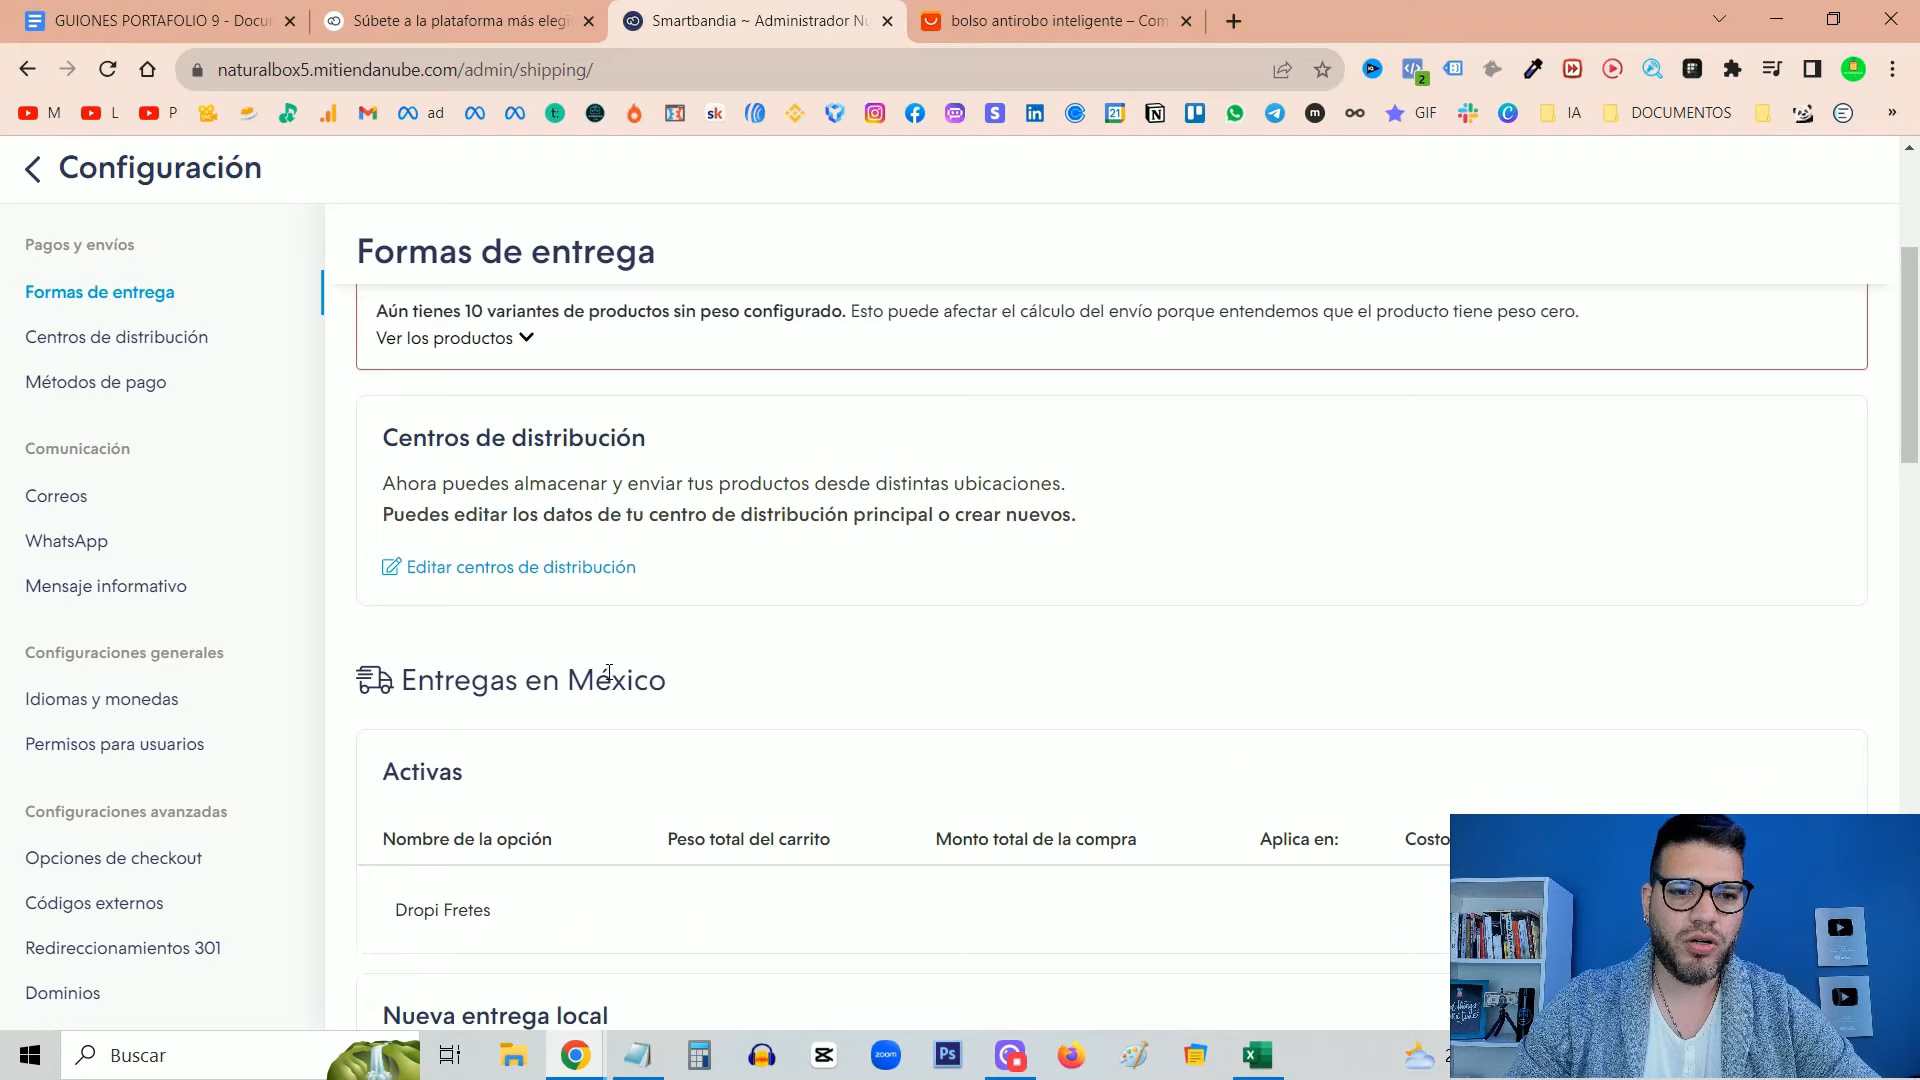 GUIONES PORTAFOLIO 9 - Docu
Súbete a la plataforma más eleg
Smartbandia ~ Administrador Nu
bolso antirobo inteligente – Com
naturalbox5.mitiendanube.com/admin/shipping/
M
L
P
ad
sk
GIF
IA
DOCUMENTOS
Configuración
Pagos y envíos
Formas de entrega
Centros de distribución
Métodos de pago
Comunicación
Correos
WhatsApp
Mensaje informativo
Configuraciones generales
Idiomas y monedas
Permisos para usuarios
Configuraciones avanzadas
Opciones de checkout
Códigos externos
Redireccionamientos 301
Dominios
Formas de entrega
Aún tienes 10 variantes de productos sin peso configurado. Esto puede afectar el cálculo del envío porque entendemos que el producto tiene peso cero.
Ver los productos
Centros de distribución
Ahora puedes almacenar y enviar tus productos desde distintas ubicaciones.
Puedes editar los datos de tu centro de distribución principal o crear nuevos.
Editar centros de distribución
Entregas en México
Activas
Nombre de la opción
Peso total del carrito
Monto total de la compra
Aplica en:
Costo
Dropi Fretes
Nueva entrega local
Buscar
zoom
Ps